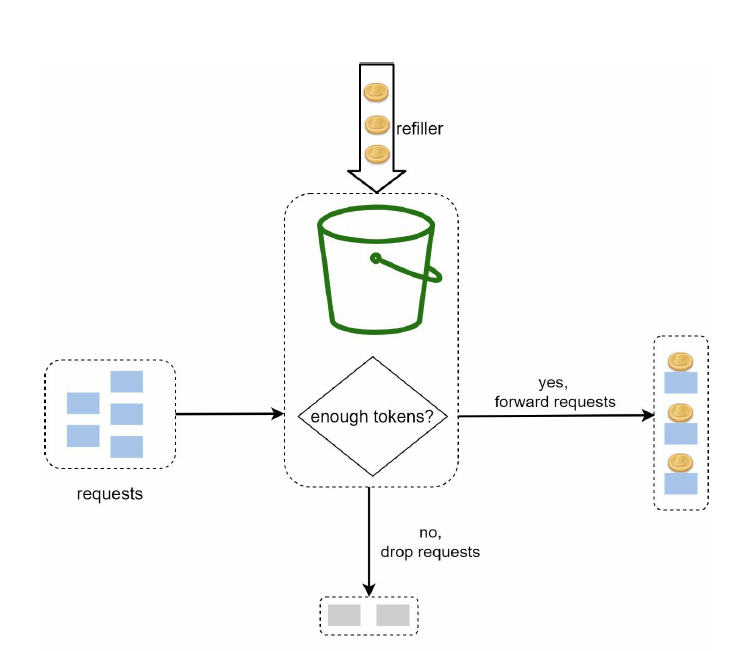 refiller
enough tokens?
yes,
forward requests
requests
no,
drop requests